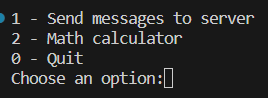 1 - Send messages to server
2 - Math calculator
0 - Quit
Choose an option: